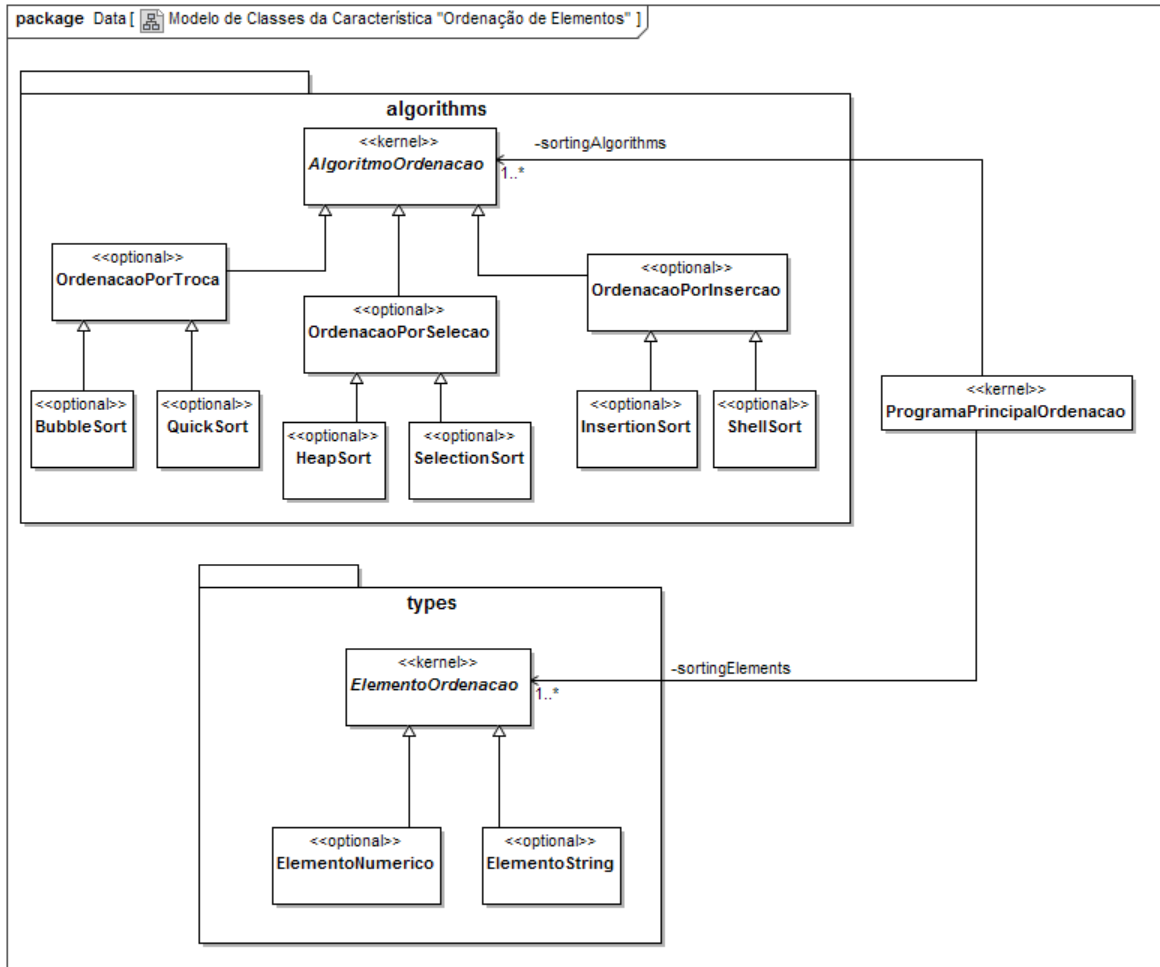 package Data [ Modelo de Classes da Característica "Ordenação de Elementos" ]
algorithms
<<kernel>>
AlgoritmoOrdenacao
-sortingAlgorithms
1..*
<<optional>>
OrdenacaoPorTroca
<<optional>>
OrdenacaoPorSelecao
<<optional>>
OrdenacaoPorInsercao
<<optional>>
BubbleSort
<<optional>>
QuickSort
<<optional>>
HeapSort
<<optional>>
SelectionSort
<<optional>>
InsertionSort
<<optional>>
ShellSort
<<kernel>>
ProgramaPrincipalOrdenacao
types
<<kernel>>
ElementoOrdenacao
-sortingElements
1..*
<<optional>>
ElementoNumerico
<<optional>>
ElementoString